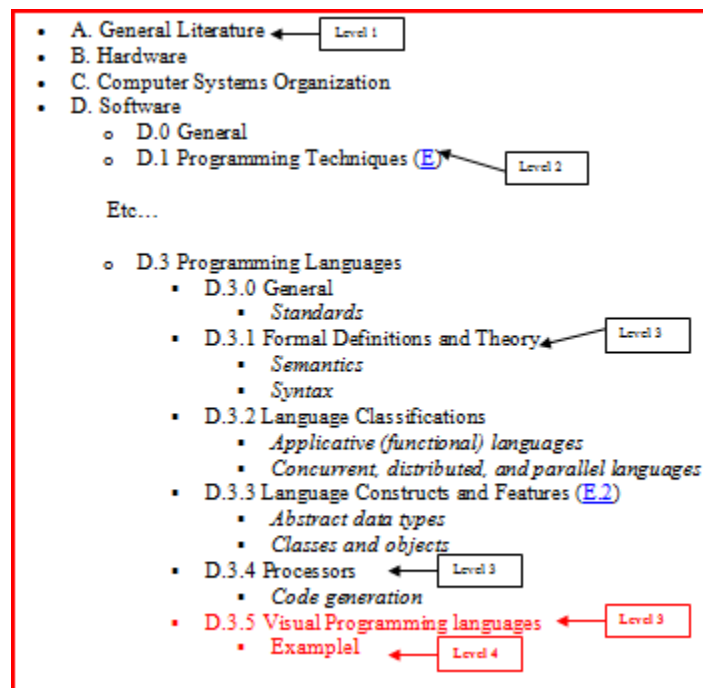 A. General Literature Level 1
B. Hardware
C. Computer Systems Organization
D. Software
D.0 General
D.1 Programming Techniques (E) Level 2
Etc...
D.3 Programming Languages
D.3.0 General
Standards
D.3.1 Formal Definitions and Theory Level 3
Semantics
Syntax
D.3.2 Language Classifications
Applicative (functional) languages
Concurrent, distributed, and parallel languages
D.3.3 Language Constructs and Features (E.2)
Abstract data types
Classes and objects
D.3.4 Processors Level 3
Code generation
D.3.5 Visual Programming languages Level 3
Examplel Level 4